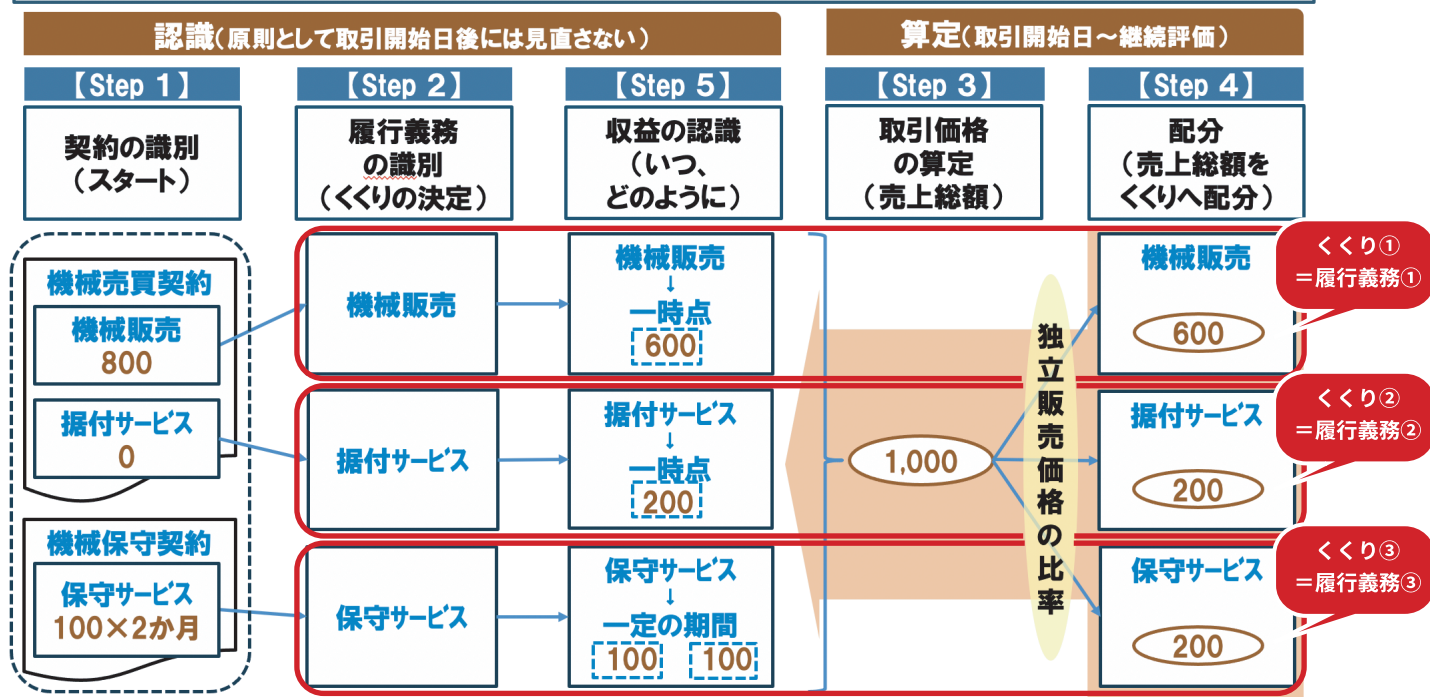 認識(原則として取引開始日後には見直さない)
算定(取引開始日～継続評価)
【Step 1】
【Step 2】
【Step 5】
【Step 3】
【Step 4】
契約の識別
(スタート)
履行義務
の識別
(くくりの決定)
収益の認識
(いつ、
どのように)
取引価格
の算定
(売上総額)
配分
(売上総額を
くくりへ配分)
機械売買契約
機械販売
800
据付サービス
0
機械保守契約
保守サービス
100×2か月
機械販売
据付サービス
保守サービス
機械販売
↓
一時点
600
据付サービス
↓
一時点
200
保守サービス
↓
一定の期間
100 100
1,000
独立販売価格の比率
機械販売
600
据付サービス
200
保守サービス
200
くくり①
＝履行義務①
くくり②
＝履行義務②
くくり③
＝履行義務③